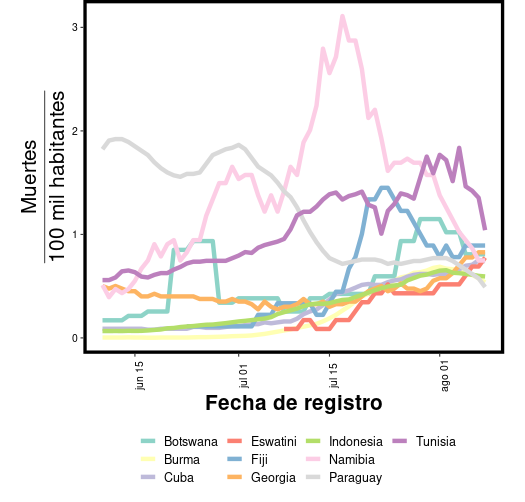 3
2
1
0
Muertes
100 mil habitantes
jun 15
jul 01
jul 15
ago 01
Fecha de registro
Botswana Eswatini Indonesia Tunisia
Burma Fiji Namibia
Cuba Georgia Paraguay